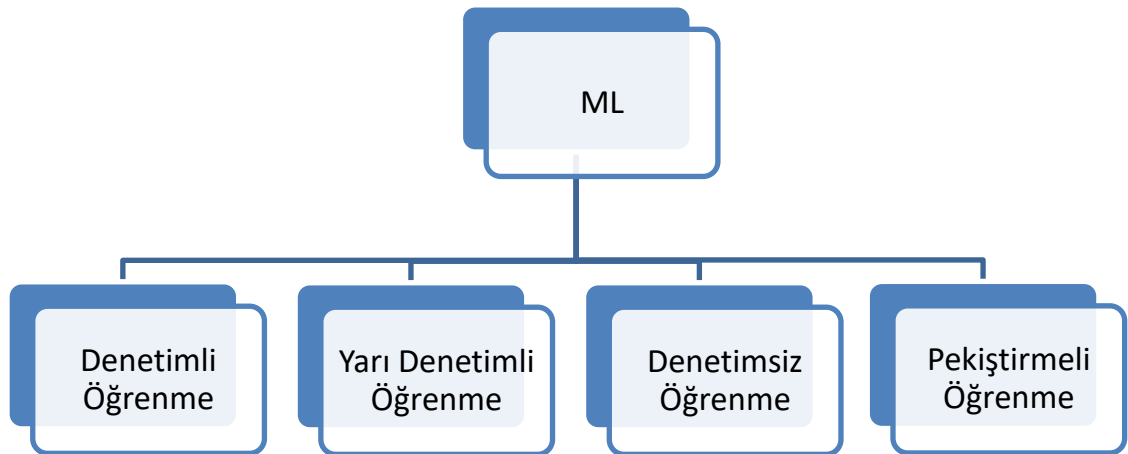 ML
Denetimli
Öğrenme
Yarı Denetimli
Öğrenme
Denetimsiz
Öğrenme
Pekiştirmeli
Öğrenme